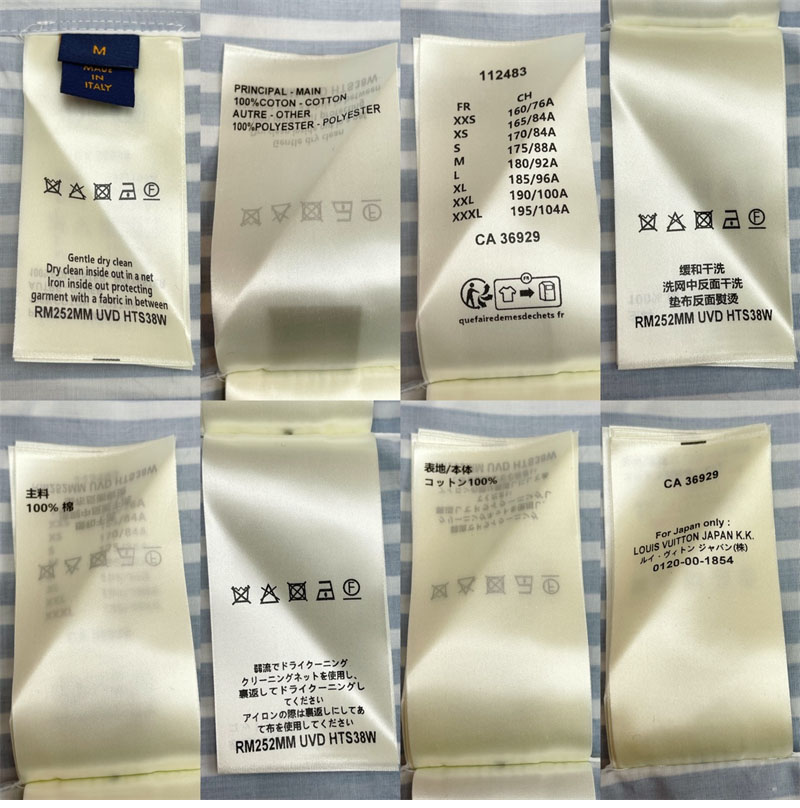 M
MADE
IN
ITALY
Gentle dry clean
Dry clean inside out in a net
Iron inside out protecting
garment with a fabric in between
RM252MM UVD HTS38W
PRINCIPAL - MAIN
100%COTON - COTTON
AUTRE - OTHER
100%POLYESTER - POLYESTER
112483
FR CH
XXS 160/76A
XS 165/84A
S 170/84A
M 175/88A
L 180/92A
XL 185/96A
XXL 190/100A
XXXL 195/104A
CA 36929
FR
quefairedemesdechets.fr
缓和干洗
洗网中反面干洗
垫布反面熨烫
RM252MM UVD HTS38W
主料
100% 棉
弱流でドライクーニング
クリーニングネットを使用し、
裏返してドライクーニングし
てください
アイロンの際は裏返しにしてあ
て布を使用してください
RM252MM UVD HTS38W
表地/本体
コットン100%
CA 36929
For Japan only :
LOUIS VUITTON JAPAN K.K.
ルイ・ヴィトン ジャパン(株)
0120-00-1854